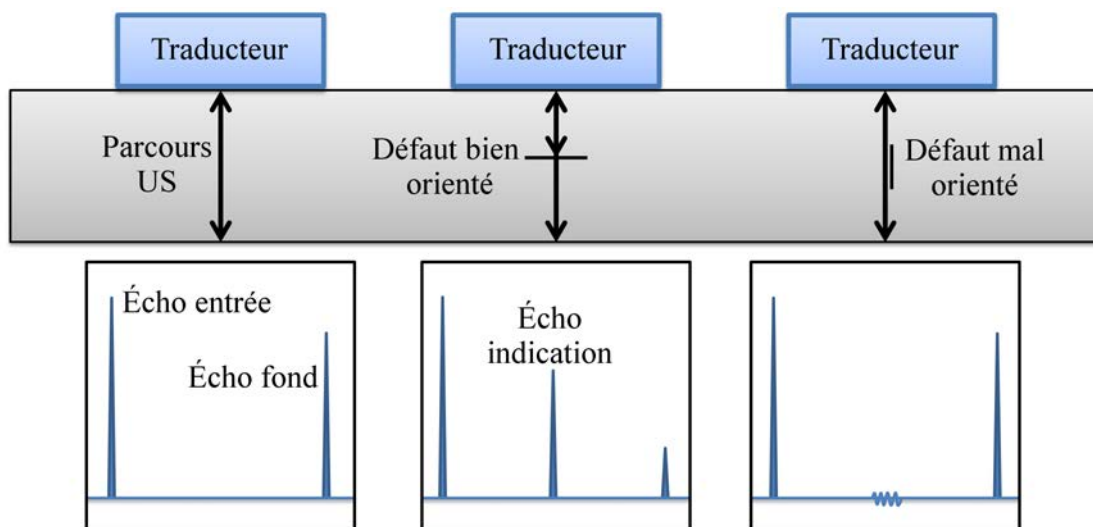 Traducteur
Traducteur
Traducteur
Parcours
US
Défaut bien
orienté
Défaut mal
orienté
Écho entrée
Écho fond
Écho
indication